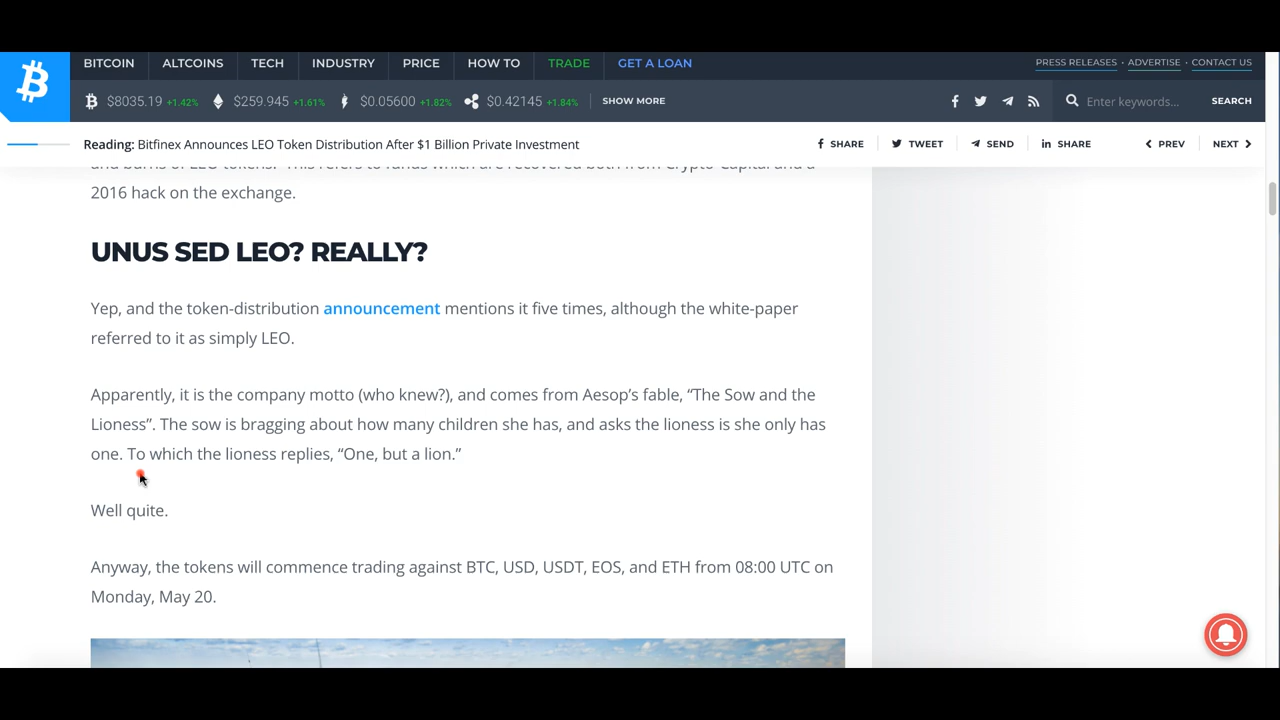 BITCOIN ALTCOINS TECH INDUSTRY PRICE HOW TO TRADE GET A LOAN PRESS RELEASES · ADVERTISE · CONTACT US
$8035.19 +1.42% $259.945 +1.61% $0.05600 +1.82% $0.42145 +1.84% SHOW MORE Enter keywords... SEARCH
Reading: Bitfinex Announces LEO Token Distribution After $1 Billion Private Investment SHARE TWEET SEND SHARE PREV NEXT
and burns of LEO tokens.” This refers to funds which are recovered both from Crypto Capital and a
2016 hack on the exchange.
UNUS SED LEO? REALLY?
Yep, and the token-distribution announcement mentions it five times, although the white-paper
referred to it as simply LEO.
Apparently, it is the company motto (who knew?), and comes from Aesop’s fable, “The Sow and the
Lioness”. The sow is bragging about how many children she has, and asks the lioness is she only has
one. To which the lioness replies, “One, but a lion.”
Well quite.
Anyway, the tokens will commence trading against BTC, USD, USDT, EOS, and ETH from 08:00 UTC on
Monday, May 20.